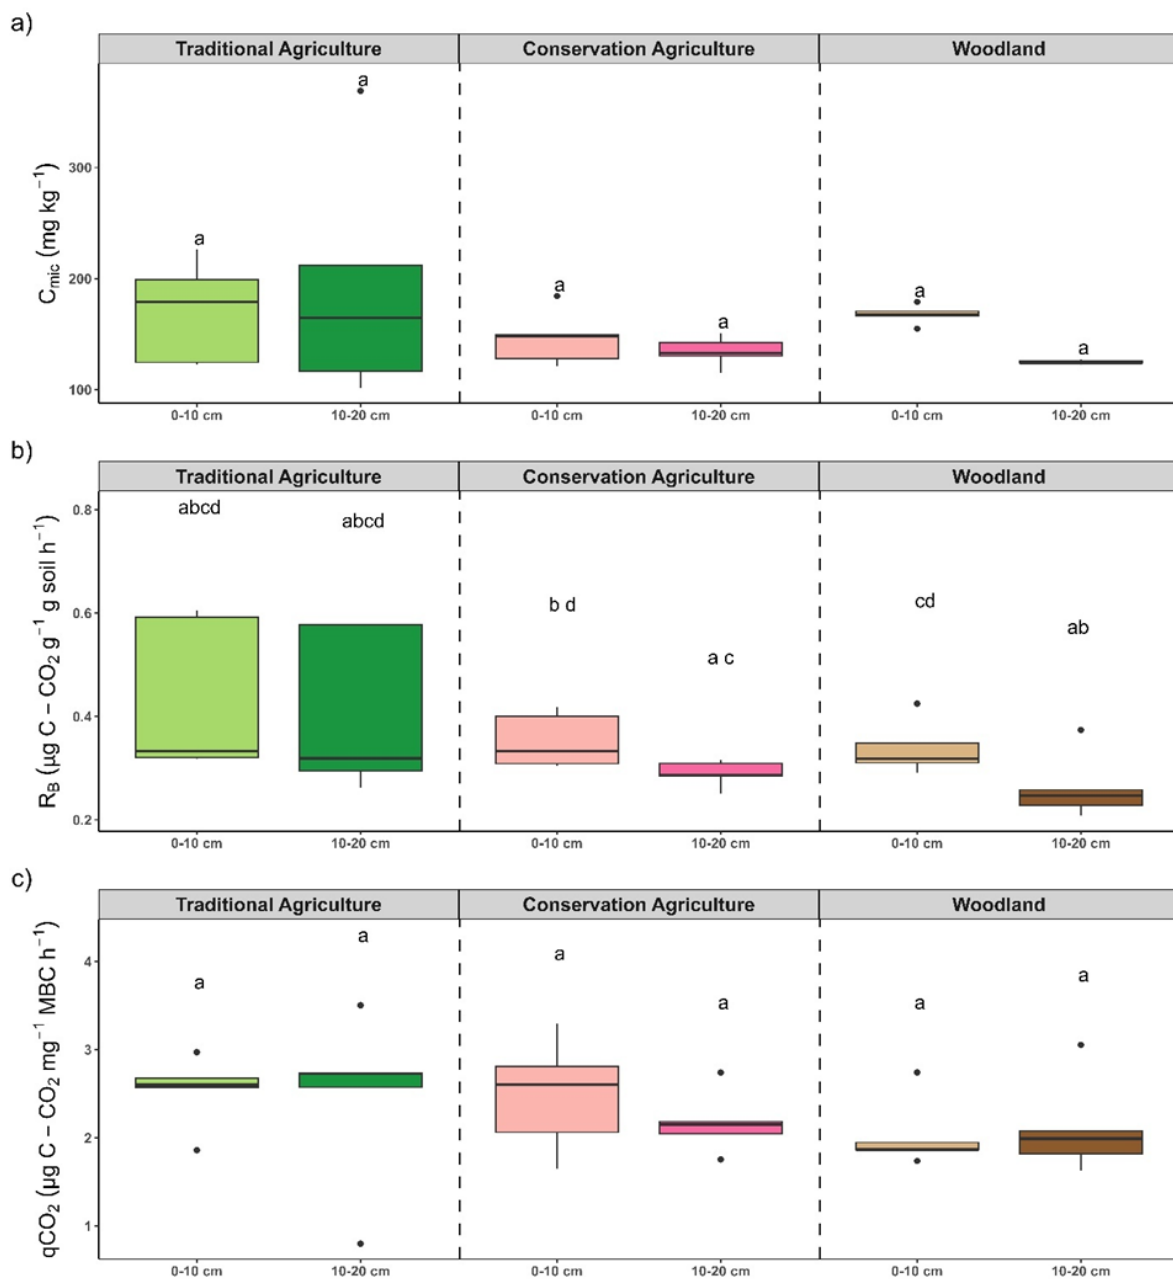 a)
Traditional Agriculture Conservation Agriculture Woodland
C_mic (mg kg⁻¹)
300
200
100
a a a a a a
0-10 cm 10-20 cm 0-10 cm 10-20 cm 0-10 cm 10-20 cm
b)
Traditional Agriculture Conservation Agriculture Woodland
R_B (µg C − CO₂ g⁻¹ g soil h⁻¹)
0.8
0.6
0.4
0.2
abcd abcd b d a c cd ab
0-10 cm 10-20 cm 0-10 cm 10-20 cm 0-10 cm 10-20 cm
c)
Traditional Agriculture Conservation Agriculture Woodland
qCO₂ (µg C − CO₂ mg⁻¹ MBC h⁻¹)
4
3
2
1
a a a a a a
0-10 cm 10-20 cm 0-10 cm 10-20 cm 0-10 cm 10-20 cm